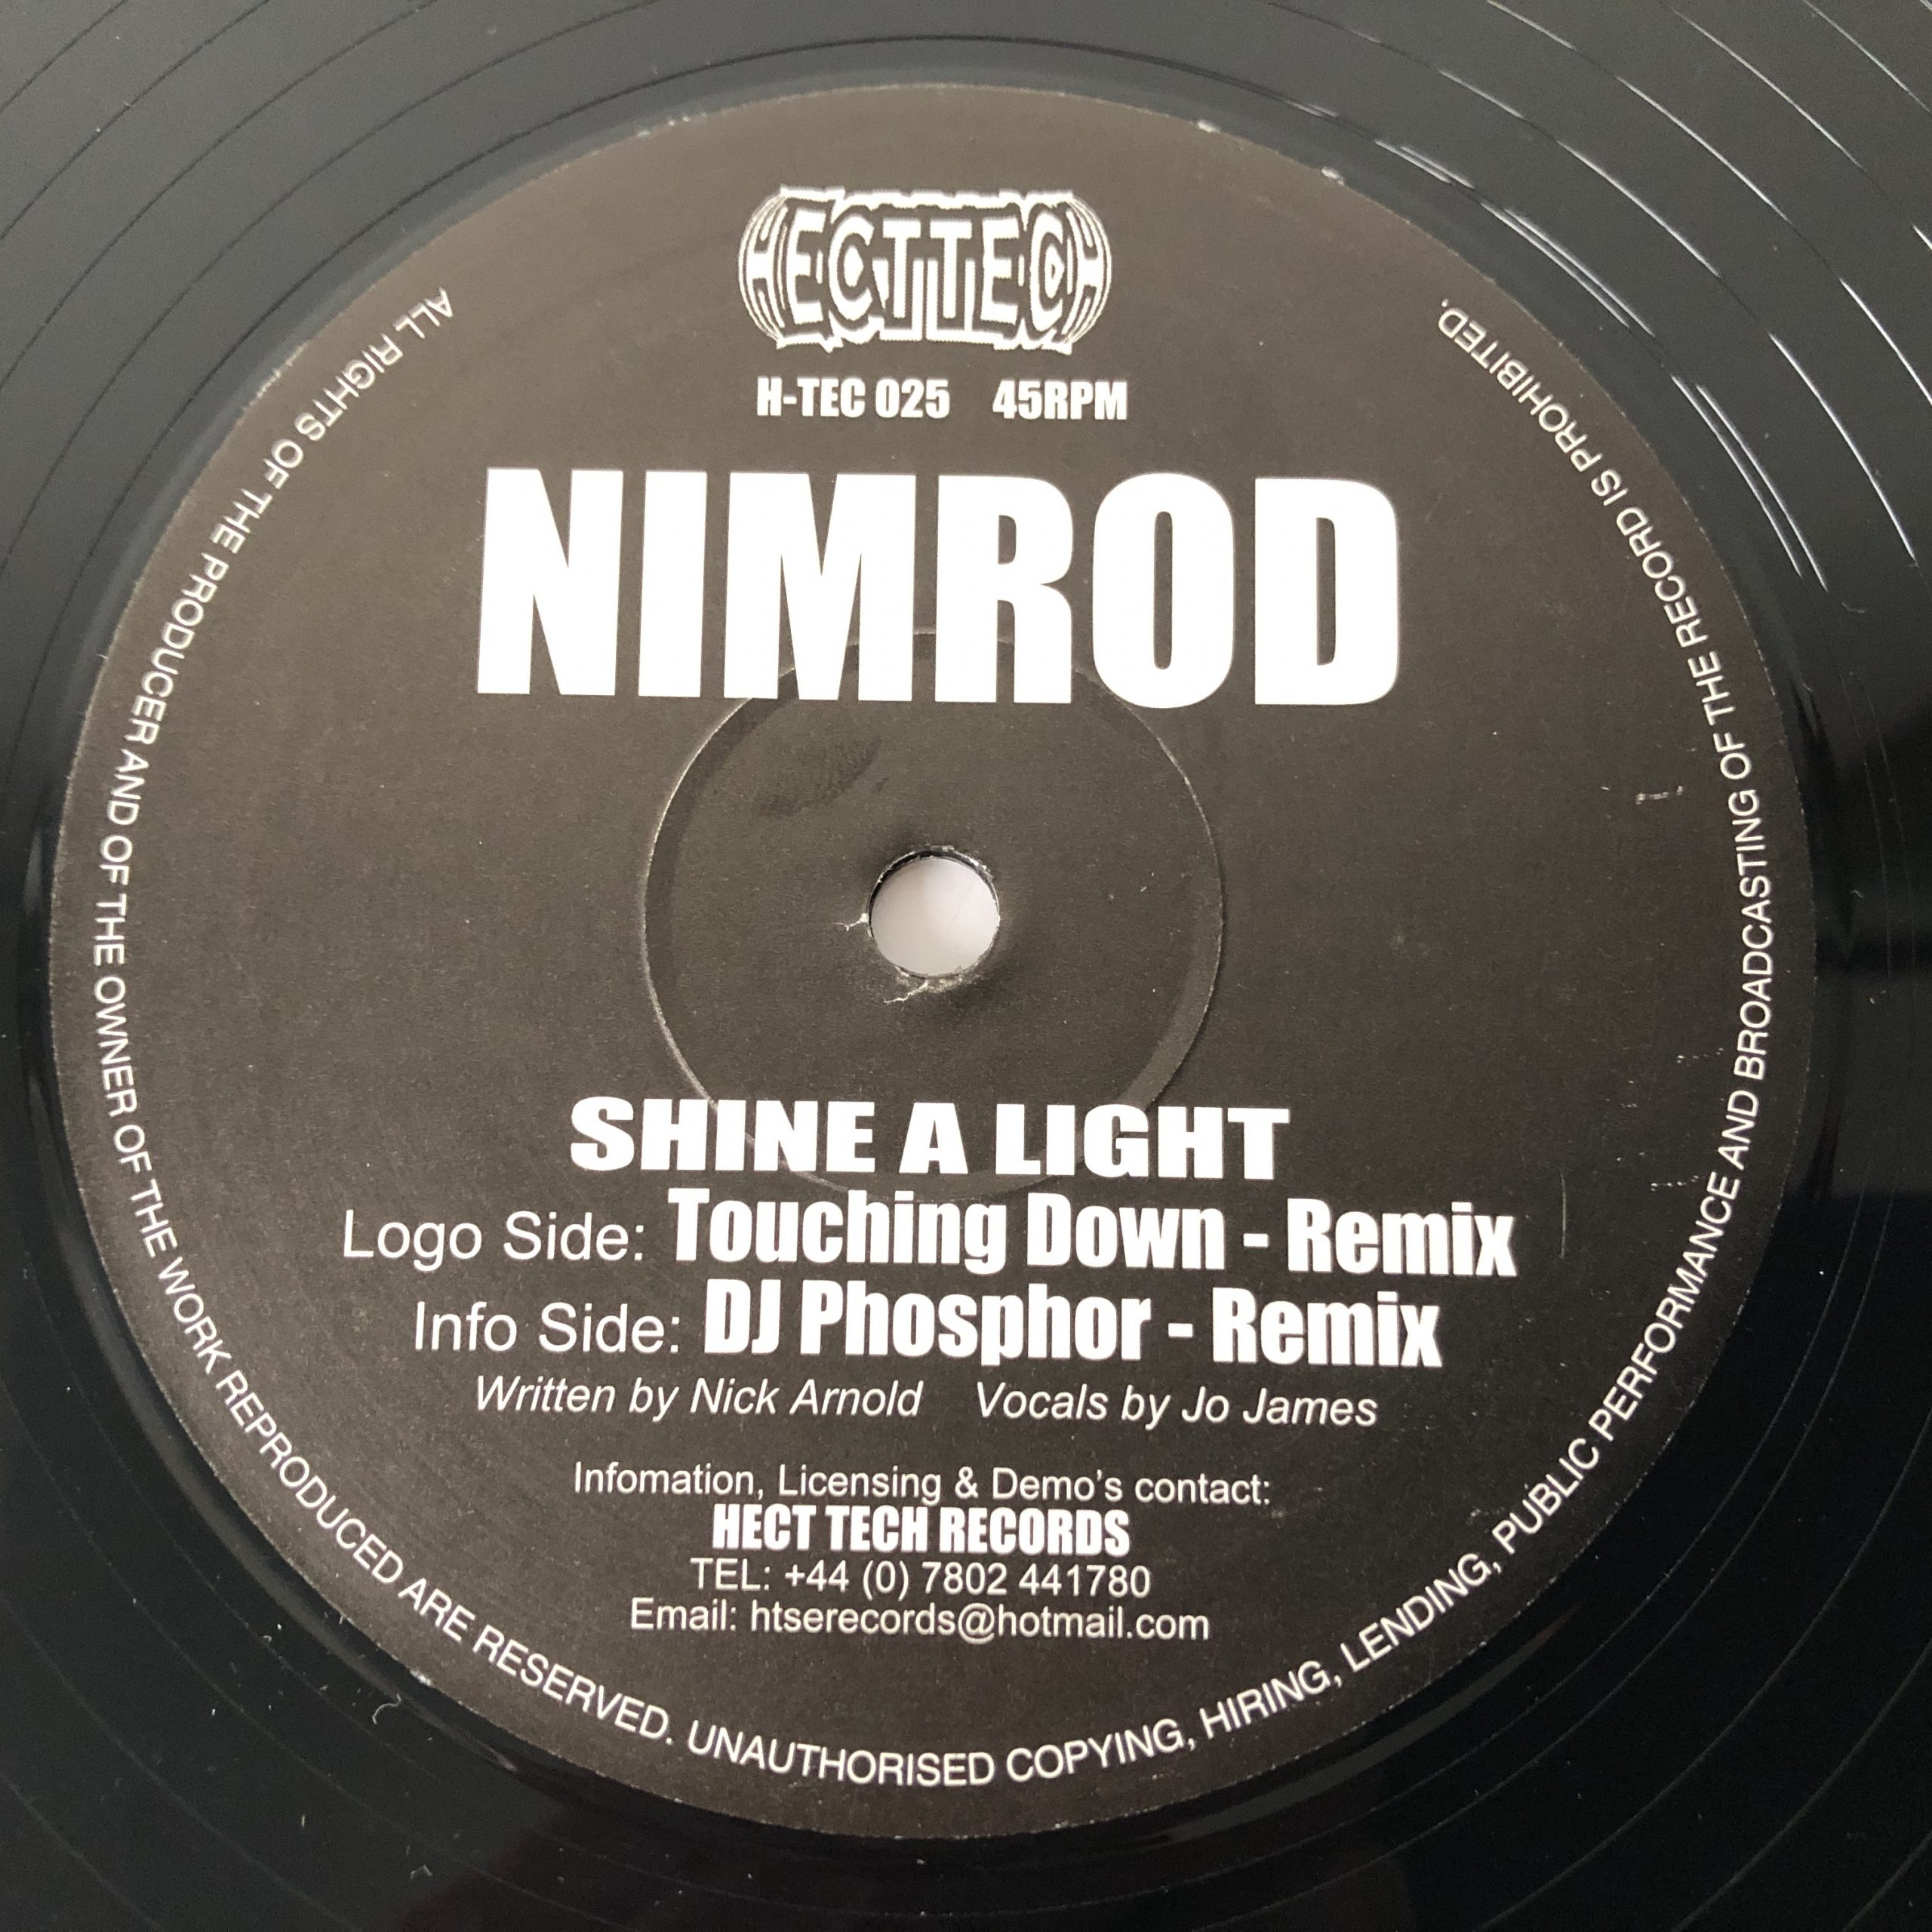 HECTTECH
H-TEC 025 45RPM
NIMROD
SHINE A LIGHT
Logo Side: Touching Down - Remix
Info Side: DJ Phosphor - Remix
Written by Nick Arnold Vocals by Jo James
Infomation, Licensing & Demo's contact:
HECT TECH RECORDS
TEL: +44 (0) 7802 441780
Email: htserecords@hotmail.com
ALL RIGHTS OF THE PRODUCER AND OF THE OWNER OF THE WORK REPRODUCED ARE RESERVED. UNAUTHORISED COPYING, HIRING, LENDING, PUBLIC PERFORMANCE AND BROADCASTING OF THE RECORD IS PROHIBITED.